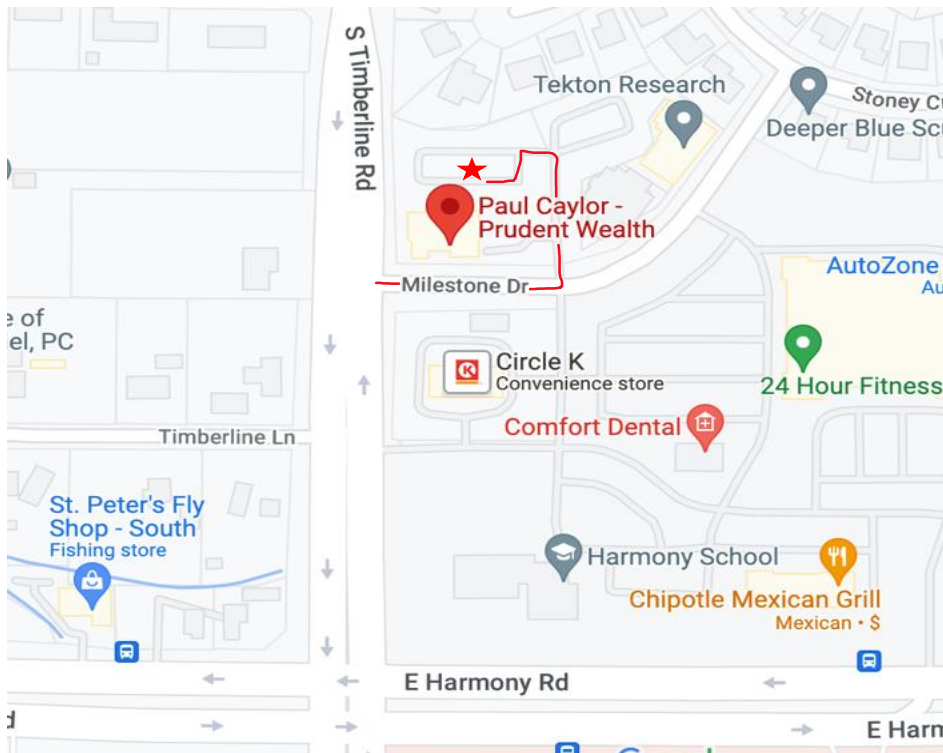 S Timberline Rd
Tekton Research
Stoney C
Deeper Blue Scu
Paul Caylor -
Prudent Wealth
AutoZone
Au
Milestone Dr
e of
el, PC
Circle K
Convenience store
K
24 Hour Fitness
Comfort Dental
Timberline Ln
St. Peter's Fly
Shop - South
Fishing store
Harmony School
Chipotle Mexican Grill
Mexican • $
E Harmony Rd
d
E Harm